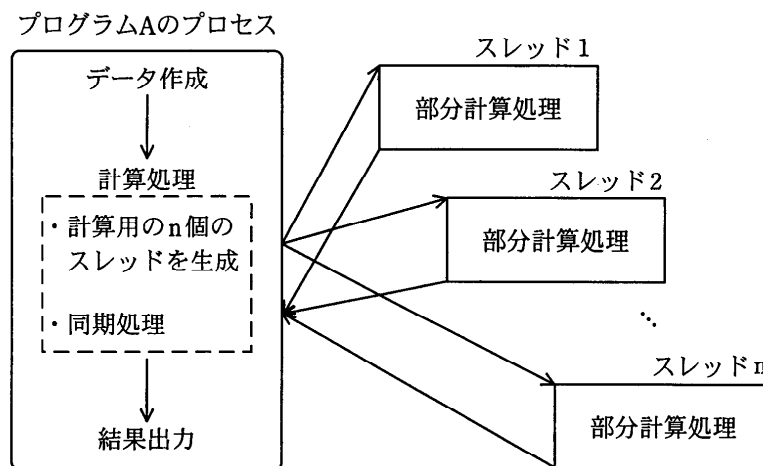 プログラムAのプロセス
データ作成
計算処理
・計算用のn個の
スレッドを生成
・同期処理
結果出力
スレッド1
部分計算処理
スレッド2
部分計算処理
スレッドn
部分計算処理